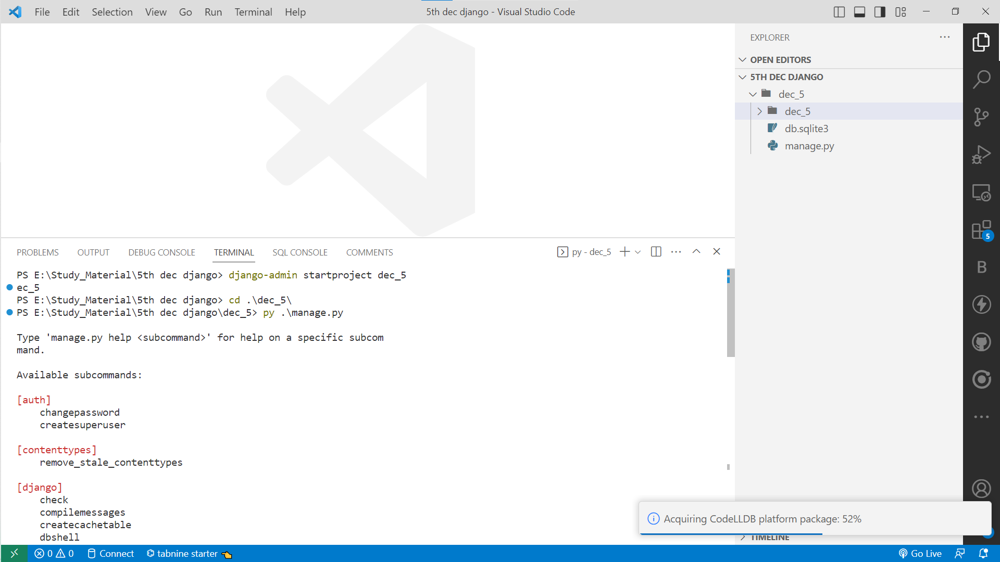 File Edit Selection View Go Run Terminal Help
5th dec django - Visual Studio Code
EXPLORER
OPEN EDITORS
5TH DEC DJANGO
dec_5
dec_5
db.sqlite3
manage.py
5
B
PROBLEMS OUTPUT DEBUG CONSOLE TERMINAL SQL CONSOLE COMMENTS
py - dec_5
PS E:\Study_Material\5th dec django> django-admin startproject dec_5
ec_5
PS E:\Study_Material\5th dec django> cd .\dec_5\
PS E:\Study_Material\5th dec django\dec_5> py .\manage.py
Type 'manage.py help <subcommand>' for help on a specific subcom
mand.
Available subcommands:
[auth]
changepassword
createsuperuser
[contenttypes]
remove_stale_contenttypes
[django]
check
compilemessages
createcachetable
dbshell
Acquiring CodeLLDB platform package: 52%
TIMELINE
0 0 Connect tabnine starter
Go Live